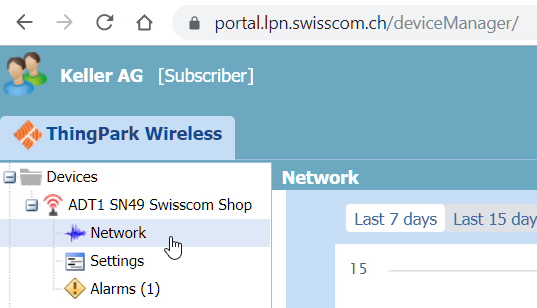 portal.lpn.swisscom.ch/deviceManager/
Keller AG [Subscriber]
ThingPark Wireless
Devices
ADT1 SN49 Swisscom Shop
Network
Settings
Alarms (1)
Network
Last 7 days Last 15 day
15